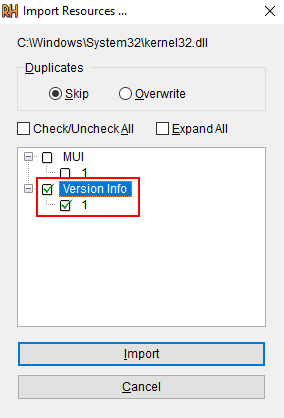 RH Import Resources ...
C:\Windows\System32\kernel32.dll
Duplicates
Skip Overwrite
Check/Uncheck All Expand All
MUI
1
Version Info
1
Import
Cancel